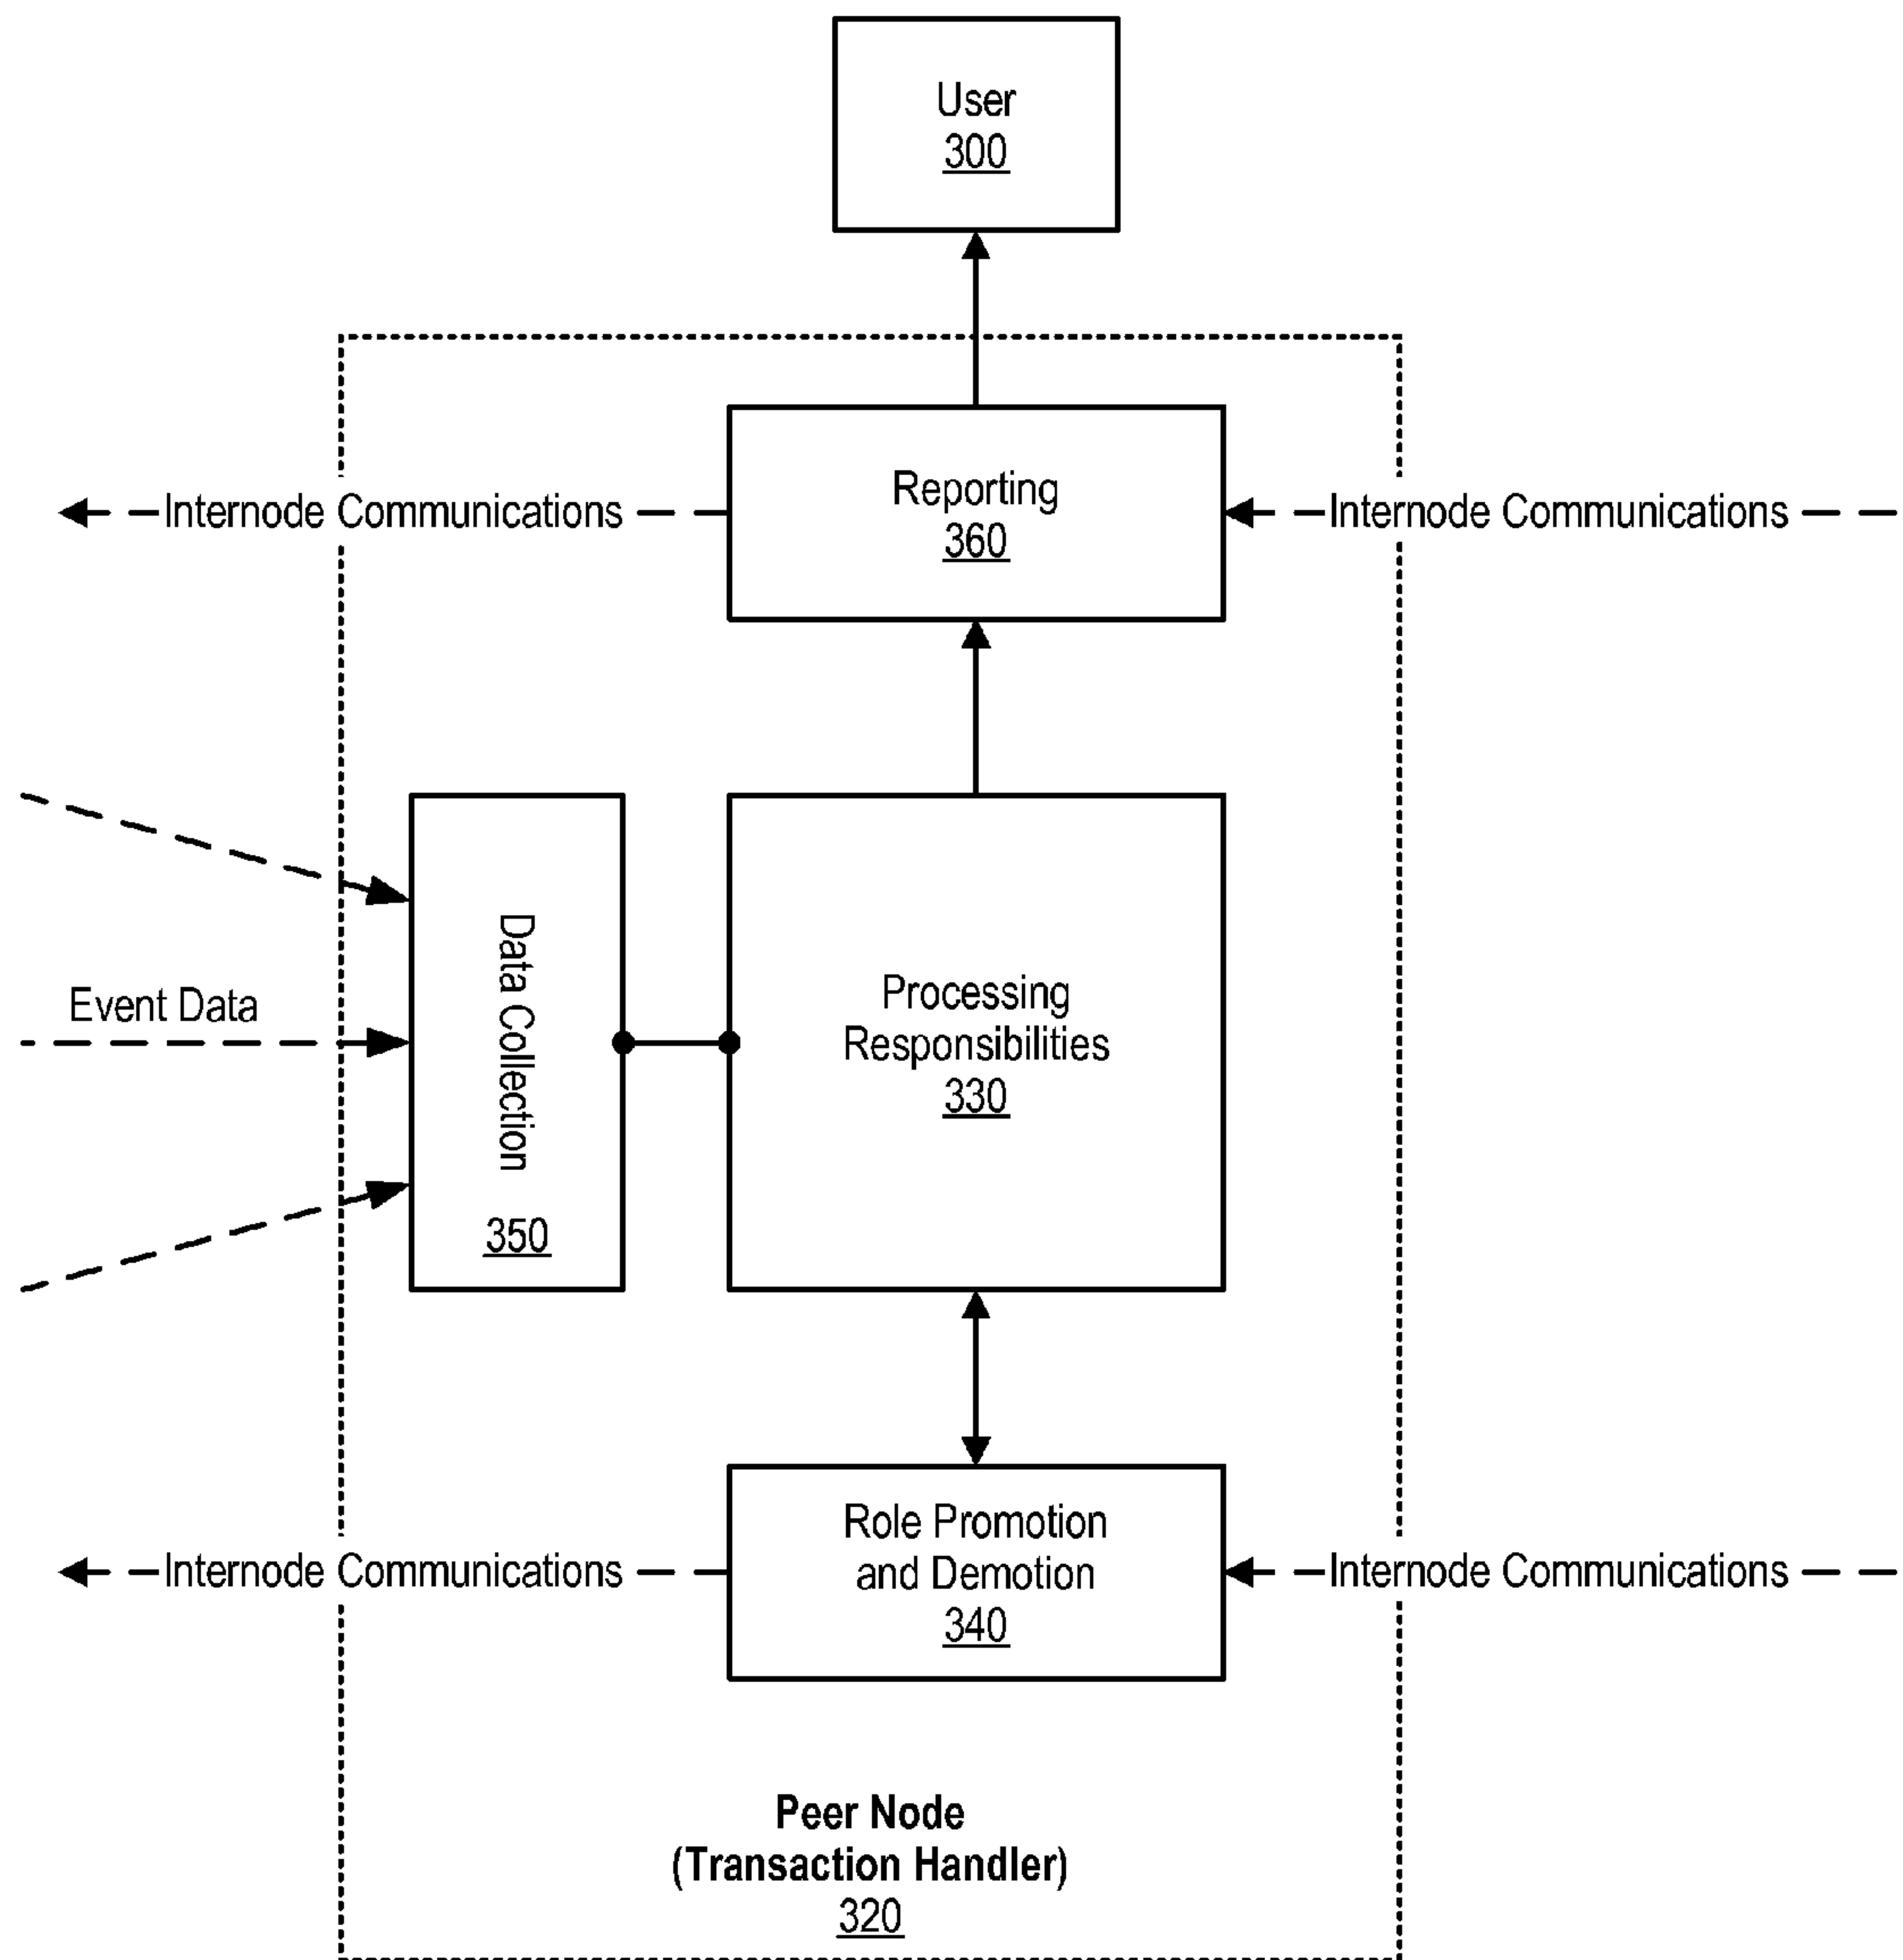 User
300
Internode Communications
Reporting
360
Internode Communications
Event Data
Data Collection
350
Processing
Responsibilities
330
Internode Communications
Role Promotion
and Demotion
340
Internode Communications
Peer Node
(Transaction Handler)
320